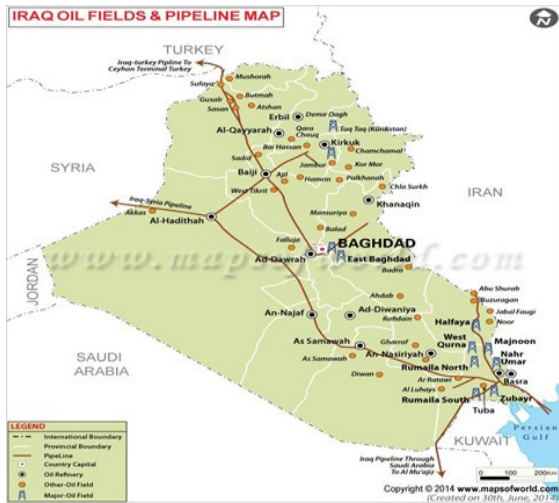 IRAQ OIL FIELDS & PIPELINE MAP
N
TURKEY
Iraq-turkey Pipline To
Ceyhan Terminal Turkey
Mushorah
Sufaya
Butmah
Gusair
Atshan
Sasan
Erbil
Demir Dagh
Al-Qayyarah
Qara
Chauq
Taq Taq (Kurdistan)
Kirkuk
Bai Hassan
Chamchamal
Sadid
Jambur
Kor Mor
SYRIA
Baiji
Ajil
Hamrin
Palkhanah
West Tikrit
Chia Surkh
IRAN
Iraq-Syria Pipeline
Khanaqin
Akkas
Mansuriya
Al-Hadithah
Balad
Falluja
BAGHDAD
Ad-Dawrah
East Baghdad
www.mapsofworld.com
Badra
JORDAN
Ahdab
Abu Ghurab
Buzurgan
An-Najaf
Ad-Diwaniya
Jabal Fauqi
Rafidain
Halfaya
Noor
SAUDI
ARABIA
As Samawah
Gharraf
West
Qurna
Majnoon
As Samawah
An-Nasiriyah
Nahr
Umar
Rumaila North
Diwan
Ar Ratawi
Basra
Al Luhays
Rumaila South
Zubayr
Tuba
Persian
Gulf
KUWAIT
Iraq Pipeline Through
Saudi Arabia
To Al Mu'ajiz
LEGEND
International Boundary
Provincial Boundary
PipeLine
Country Capital
Oil Refinery
Other-Oil Field
Major-Oil Field
0 100 200
Km
Copyright © 2014 www.mapsofworld.com
(Created on 30th, June, 2014)